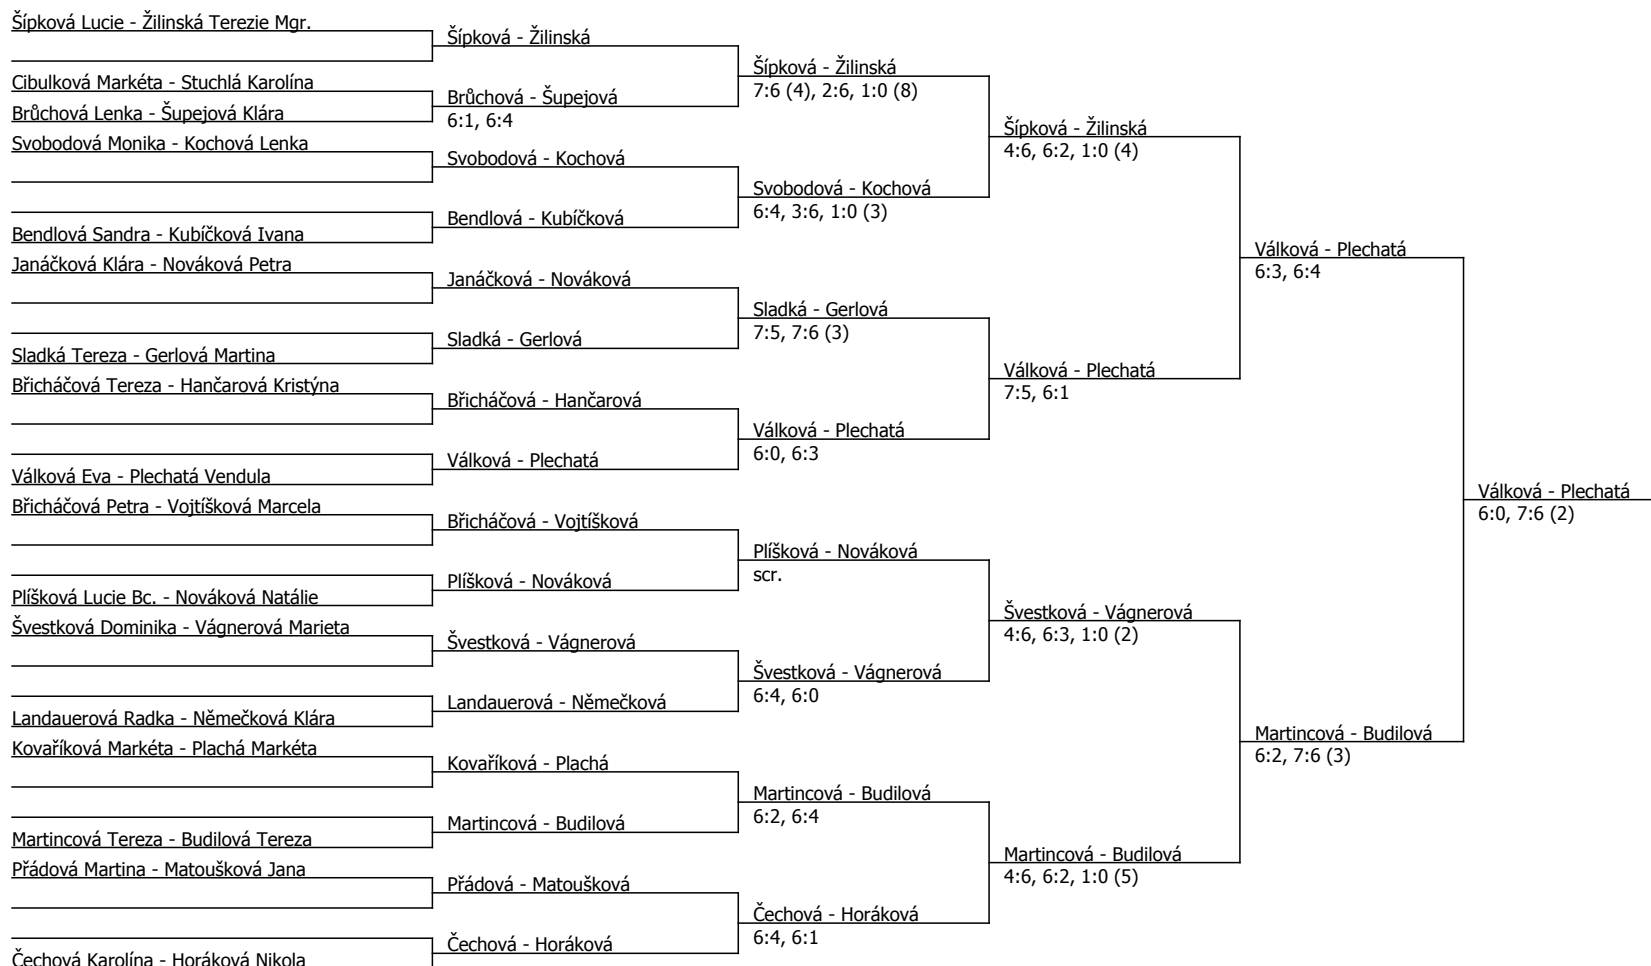 Šípková Lucie - Žilinská Terezie Mgr.
Cibulková Markéta - Stuchlá Karolína
Brůchová Lenka - Šupejová Klára
Svobodová Monika - Kochová Lenka
Bendlová Sandra - Kubíčková Ivana
Janáčková Klára - Nováková Petra
Sladká Tereza - Gerlová Martina
Břicháčová Tereza - Hančarová Kristýna
Válková Eva - Plechatá Vendula
Břicháčová Petra - Vojtíšková Marcela
Plíšková Lucie Bc. - Nováková Natálie
Švestková Dominika - Vágnerová Marieta
Landauerová Radka - Němečková Klára
Kovaříková Markéta - Plachá Markéta
Martincová Tereza - Budilová Tereza
Přádová Martina - Matoušková Jana
Čechová Karolína - Horáková Nikola
Šípková - Žilinská
Brůchová - Šupejová
6:1, 6:4
Svobodová - Kochová
Bendlová - Kubíčková
Janáčková - Nováková
Sladká - Gerlová
Břicháčová - Hančarová
Válková - Plechatá
Břicháčová - Vojtíšková
Plíšková - Nováková
Švestková - Vágnerová
Landauerová - Němečková
Kovaříková - Plachá
Martincová - Budilová
Přádová - Matoušková
Čechová - Horáková
Šípková - Žilinská
7:6 (4), 2:6, 1:0 (8)
Svobodová - Kochová
6:4, 3:6, 1:0 (3)
Sladká - Gerlová
7:5, 7:6 (3)
Válková - Plechatá
6:0, 6:3
Plíšková - Nováková
scr.
Švestková - Vágnerová
6:4, 6:0
Martincová - Budilová
6:2, 6:4
Čechová - Horáková
6:4, 6:1
Šípková - Žilinská
4:6, 6:2, 1:0 (4)
Válková - Plechatá
7:5, 6:1
Švestková - Vágnerová
4:6, 6:3, 1:0 (2)
Martincová - Budilová
4:6, 6:2, 1:0 (5)
Válková - Plechatá
6:3, 6:4
Martincová - Budilová
6:2, 7:6 (3)
Válková - Plechatá
6:0, 7:6 (2)